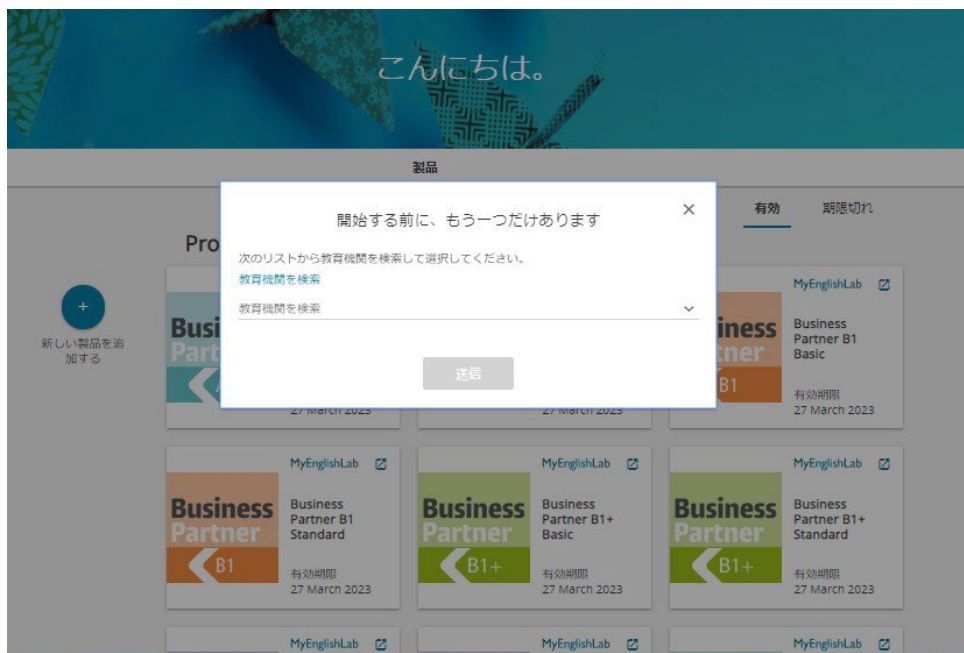 こんにちは。
製品
有効
期限切れ
開始する前に、もう一つだけあります
次のリストから教育機関を検索して選択してください。
教育機関を検索
教育機関を検索
送信
Pro
新しい製品を追
加する
Busi
Part
27 March 2023
27 March 2023
MyEnglishLab
iness
tner
B1
Business
Partner B1
Basic
有効期限
27 March 2023
MyEnglishLab
Business
Partner
B1
Business
Partner B1
Standard
有効期限
27 March 2023
MyEnglishLab
Business
Partner
B1+
Business
Partner B1+
Basic
有効期限
27 March 2023
MyEnglishLab
Business
Partner
B1+
Business
Partner B1+
Standard
有効期限
27 March 2023
MyEnglishLab
MyEnglishLab
MyEnglishLab